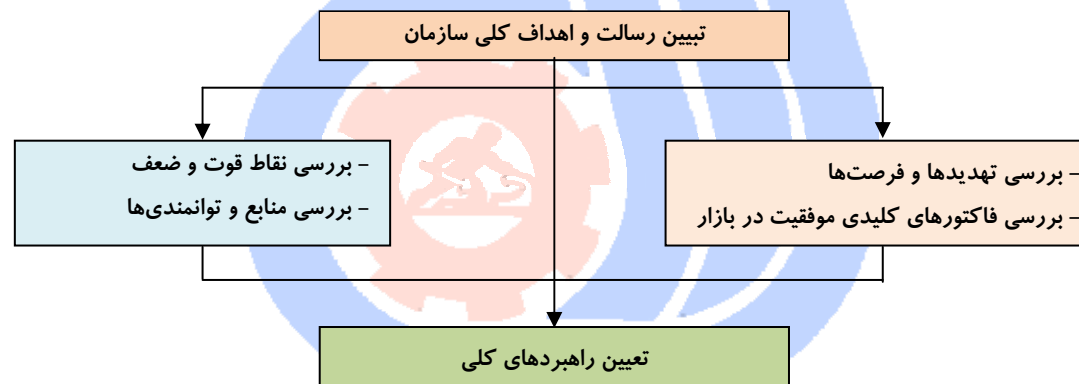 تبیین رسالت و اهداف کلی سازمان
- بررسی تهدیدها و فرصت‌ها
- بررسی فاکتورهای کلیدی موفقیت در بازار
- بررسی نقاط قوت و ضعف
- بررسی منابع و توانمندی‌ها
تعیین راهبردهای کلی